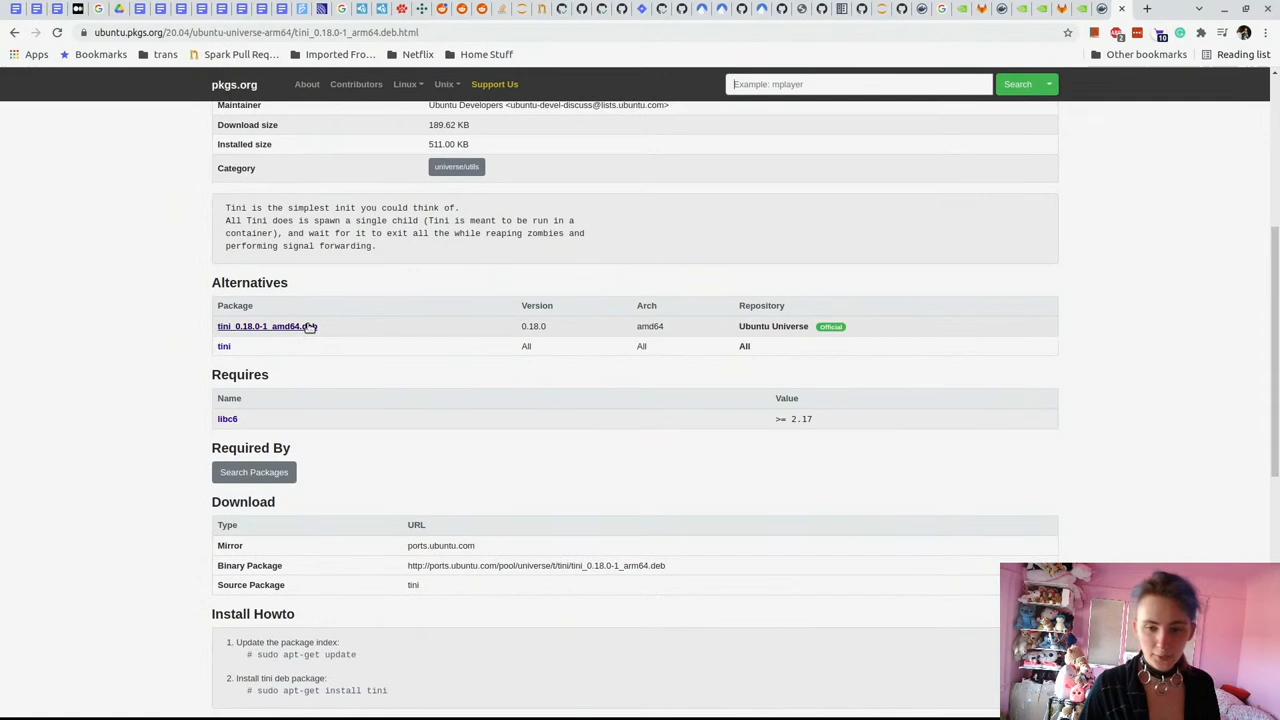 ubuntu.pkgs.org/20.04/ubuntu-universe-arm64/tini_0.18.0-1_arm64.deb.html
2
10
Apps
Bookmarks
trans
Spark Pull Req...
Imported Fro...
Netflix
Home Stuff
Other bookmarks
Reading list
pkgs.org
About
Contributors
Linux
Unix
Support Us
Example: mplayer
Search
Maintainer Ubuntu Developers <ubuntu-devel-discuss@lists.ubuntu.com>
Download size 189.62 KB
Installed size 511.00 KB
Category universe/utils
Tini is the simplest init you could think of.
All Tini does is spawn a single child (Tini is meant to be run in a
container), and wait for it to exit all the while reaping zombies and
performing signal forwarding.
Alternatives
Package Version Arch Repository
tini_0.18.0-1_amd64.deb 0.18.0 amd64 Ubuntu Universe Official
tini All All All
Requires
Name Value
libc6 >= 2.17
Required By
Search Packages
Download
Type URL
Mirror ports.ubuntu.com
Binary Package http://ports.ubuntu.com/pool/universe/t/tini/tini_0.18.0-1_arm64.deb
Source Package tini
Install Howto
1. Update the package index:
# sudo apt-get update
2. Install tini deb package:
# sudo apt-get install tini